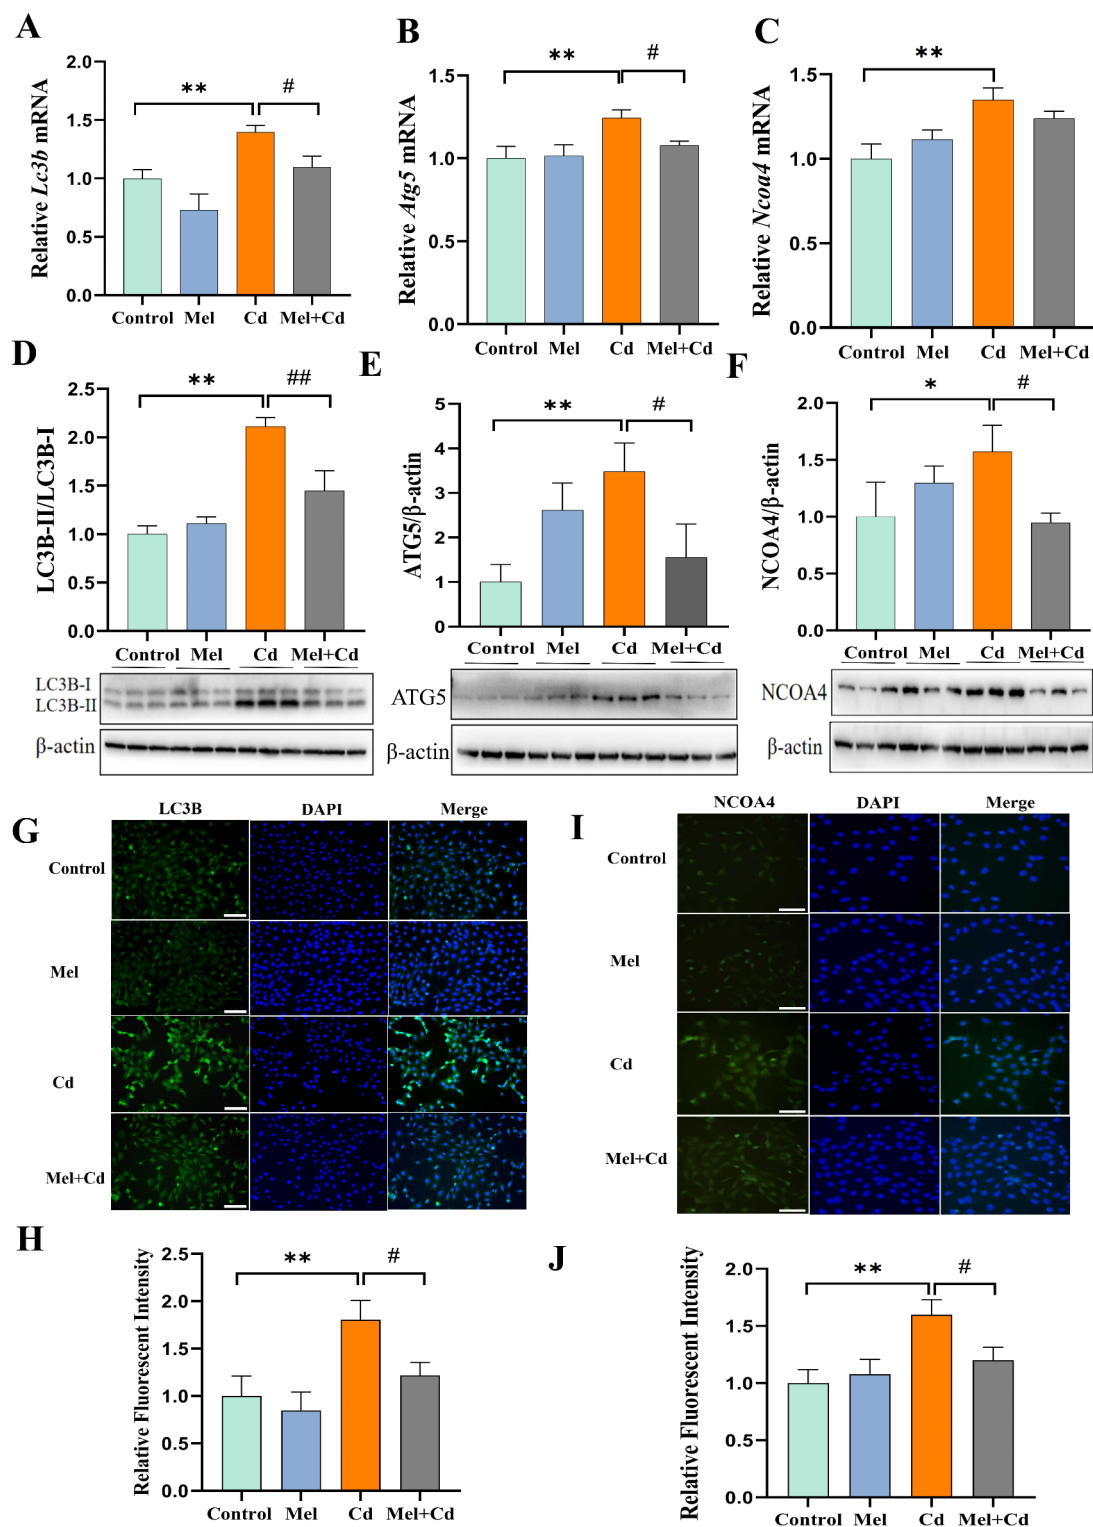 A
Relative Lc3b mRNA
2.0
1.5
1.0
0.5
0.0
**
#
Control Mel Cd Mel+Cd
B
Relative Atg5 mRNA
1.5
1.0
0.5
0.0
**
#
Control Mel Cd Mel+Cd
C
Relative Ncoa4 mRNA
1.5
1.0
0.5
0.0
**
Control Mel Cd Mel+Cd
D
LC3B-II/LC3B-I
2.5
2.0
1.5
1.0
0.5
0.0
**
##
Control Mel Cd Mel+Cd
LC3B-I
LC3B-II
β-actin
E
ATG5/β-actin
5
4
3
2
1
0
**
#
Control Mel Cd Mel+Cd
ATG5
β-actin
F
NCOA4/β-actin
2.0
1.5
1.0
0.5
0.0
*
#
Control Mel Cd Mel+Cd
NCOA4
β-actin
G
LC3B DAPI Merge
Control
Mel
Cd
Mel+Cd
I
NCOA4 DAPI Merge
Control
Mel
Cd
Mel+Cd
H
Relative Fluorescent Intensity
2.5
2.0
1.5
1.0
0.5
0.0
**
#
Control Mel Cd Mel+Cd
J
Relative Fluorescent Intensity
2.0
1.5
1.0
0.5
0.0
**
#
Control Mel Cd Mel+Cd